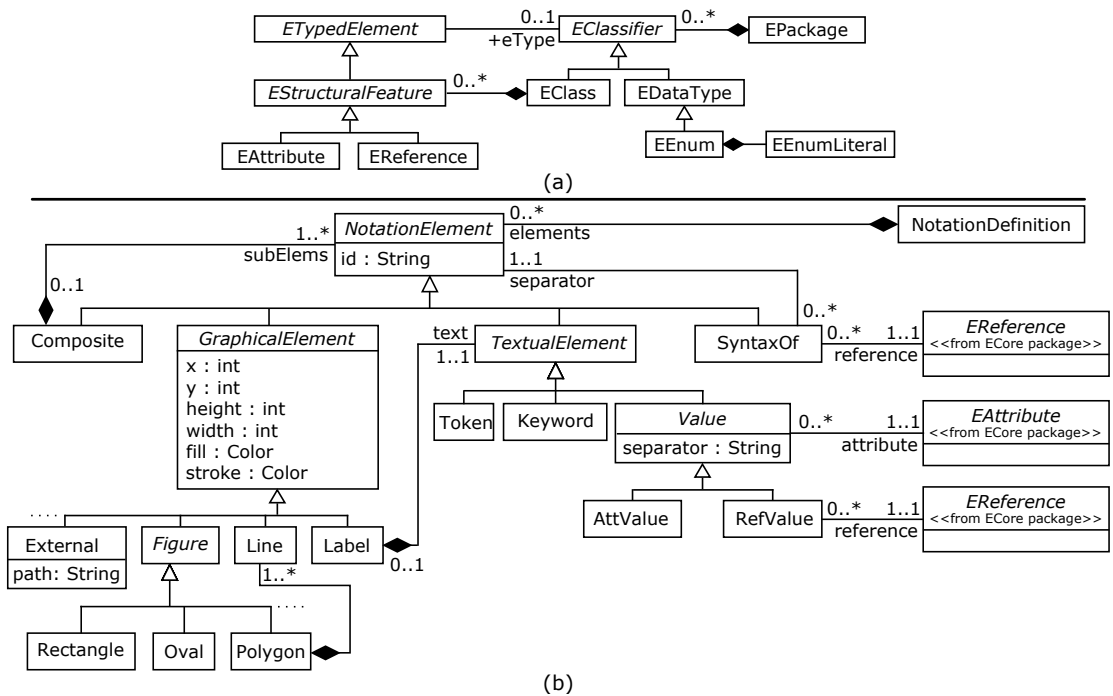 ETypedElement
0..1
+eType
EClassifier
0..*
EPackage
EStructuralFeature
0..*
EClass
EDataType
EAttribute
EReference
EEnum
EEnumLiteral
(a)
NotationElement
id : String
0..*
elements
NotationDefinition
1..*
subElems
1..1
separator
0..1
Composite
GraphicalElement
x : int
y : int
height : int
width : int
fill : Color
stroke : Color
text
1..1
TextualElement
0..*
SyntaxOf
0..*
1..1
reference
EReference
<<from ECore package>>
Token
Keyword
Value
separator : String
0..*
1..1
attribute
EAttribute
<<from ECore package>>
AttValue
RefValue
0..*
1..1
reference
EReference
<<from ECore package>>
....
External
path: String
Figure
Line
Label
0..1
1..*
....
Rectangle
Oval
Polygon
(b)